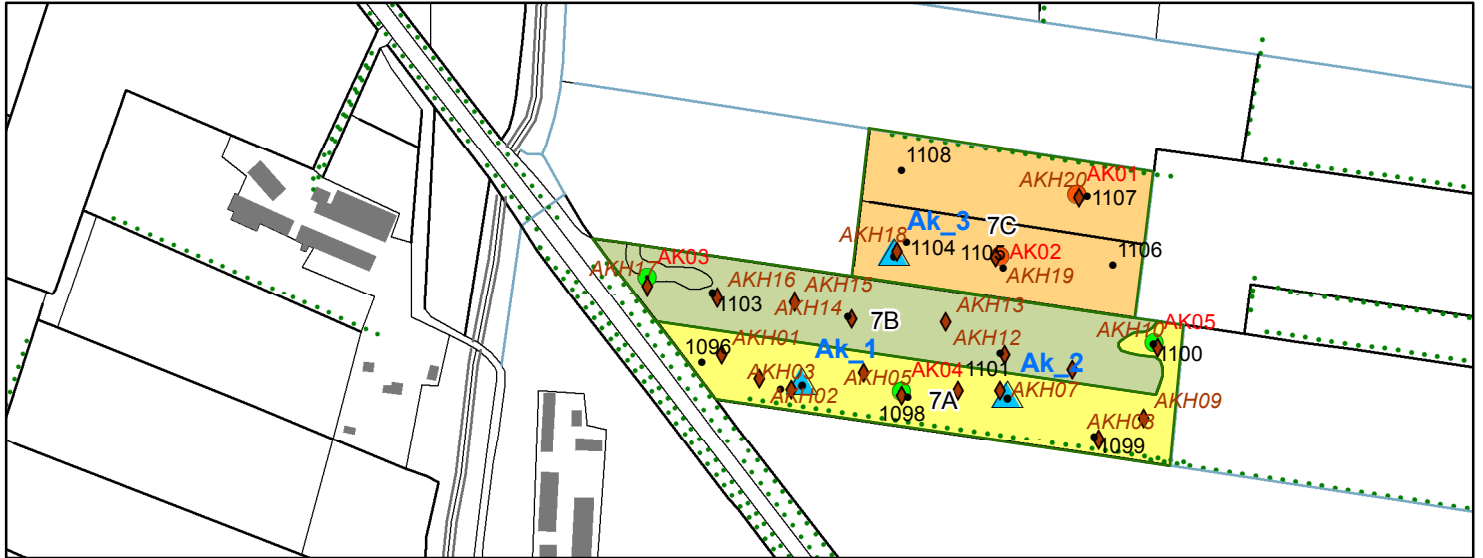 1108
AKH20
AK01
1107
Ak_3
7C
AKH18
1104
1105
AK02
1106
AKH19
AK03
AKH17
AKH16
AKH15
1103
AKH14
7B
AKH13
AKH12
AKH10
AK05
1100
AKH01
1096
Ak_1
AKH03
AKH02
AKH05
AK04
1101
Ak_2
1098
7A
AKH07
AKH09
AKH08
1099